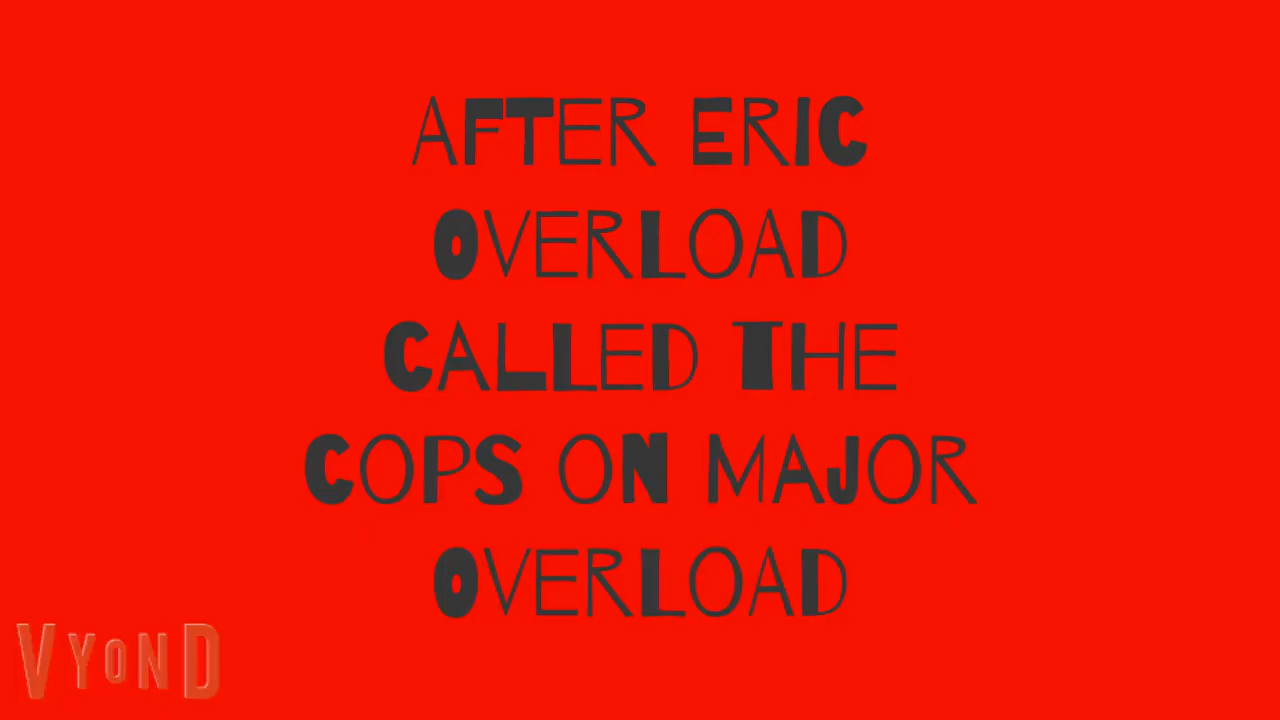 AFTER ERIC
OVERLOAD
CALLED THE
COPS ON MAJOR
OVERLOAD
VYOND